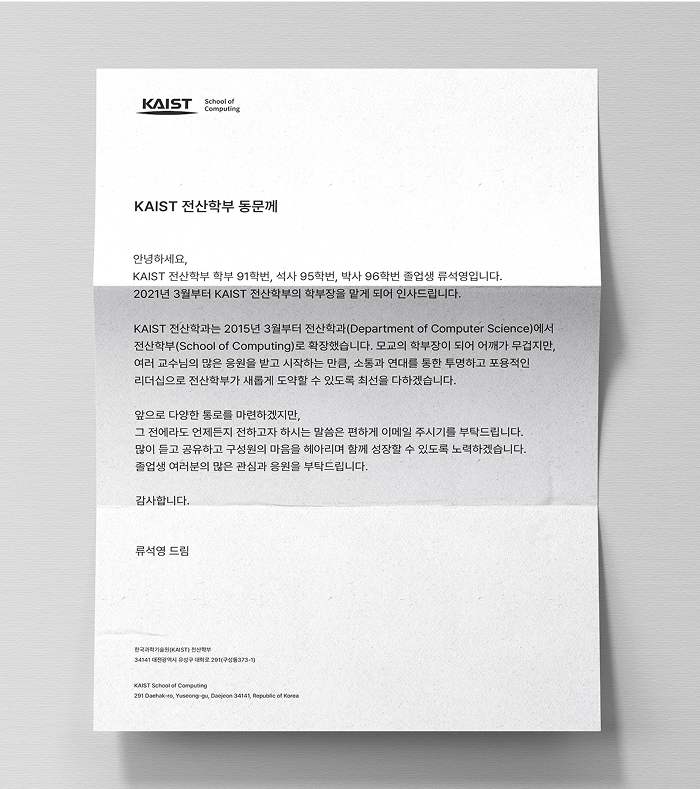 KAIST
School of
Computing
KAIST 전산학부 동문께
안녕하세요,
KAIST 전산학부 학부 91학번, 석사 95학번, 박사 96학번 졸업생 류석영입니다.
2021년 3월부터 KAIST 전산학부의 학부장을 맡게 되어 인사드립니다.
KAIST 전산학과는 2015년 3월부터 전산학과(Department of Computer Science)에서
전산학부(School of Computing)로 확장했습니다. 모교의 학부장이 되어 어깨가 무겁지만,
여러 교수님의 많은 응원을 받고 시작하는 만큼, 소통과 연대를 통한 투명하고 포용적인
리더십으로 전산학부가 새롭게 도약할 수 있도록 최선을 다하겠습니다.
앞으로 다양한 통로를 마련하겠지만,
그 전에라도 언제든지 전하고자 하시는 말씀은 편하게 이메일 주시기를 부탁드립니다.
많이 듣고 공유하고 구성원의 마음을 헤아리며 함께 성장할 수 있도록 노력하겠습니다.
졸업생 여러분의 많은 관심과 응원을 부탁드립니다.
감사합니다.
류석영 드림
한국과학기술원(KAIST) 전산학부
34141 대전광역시 유성구 대학로 291(구성동373-1)
KAIST School of Computing
291 Daehak-ro, Yuseong-gu, Daejeon 34141, Republic of Korea